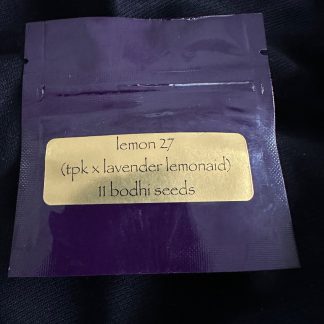 lemon 27
(tpk x lavender lemonaid)
11 bodhi seeds